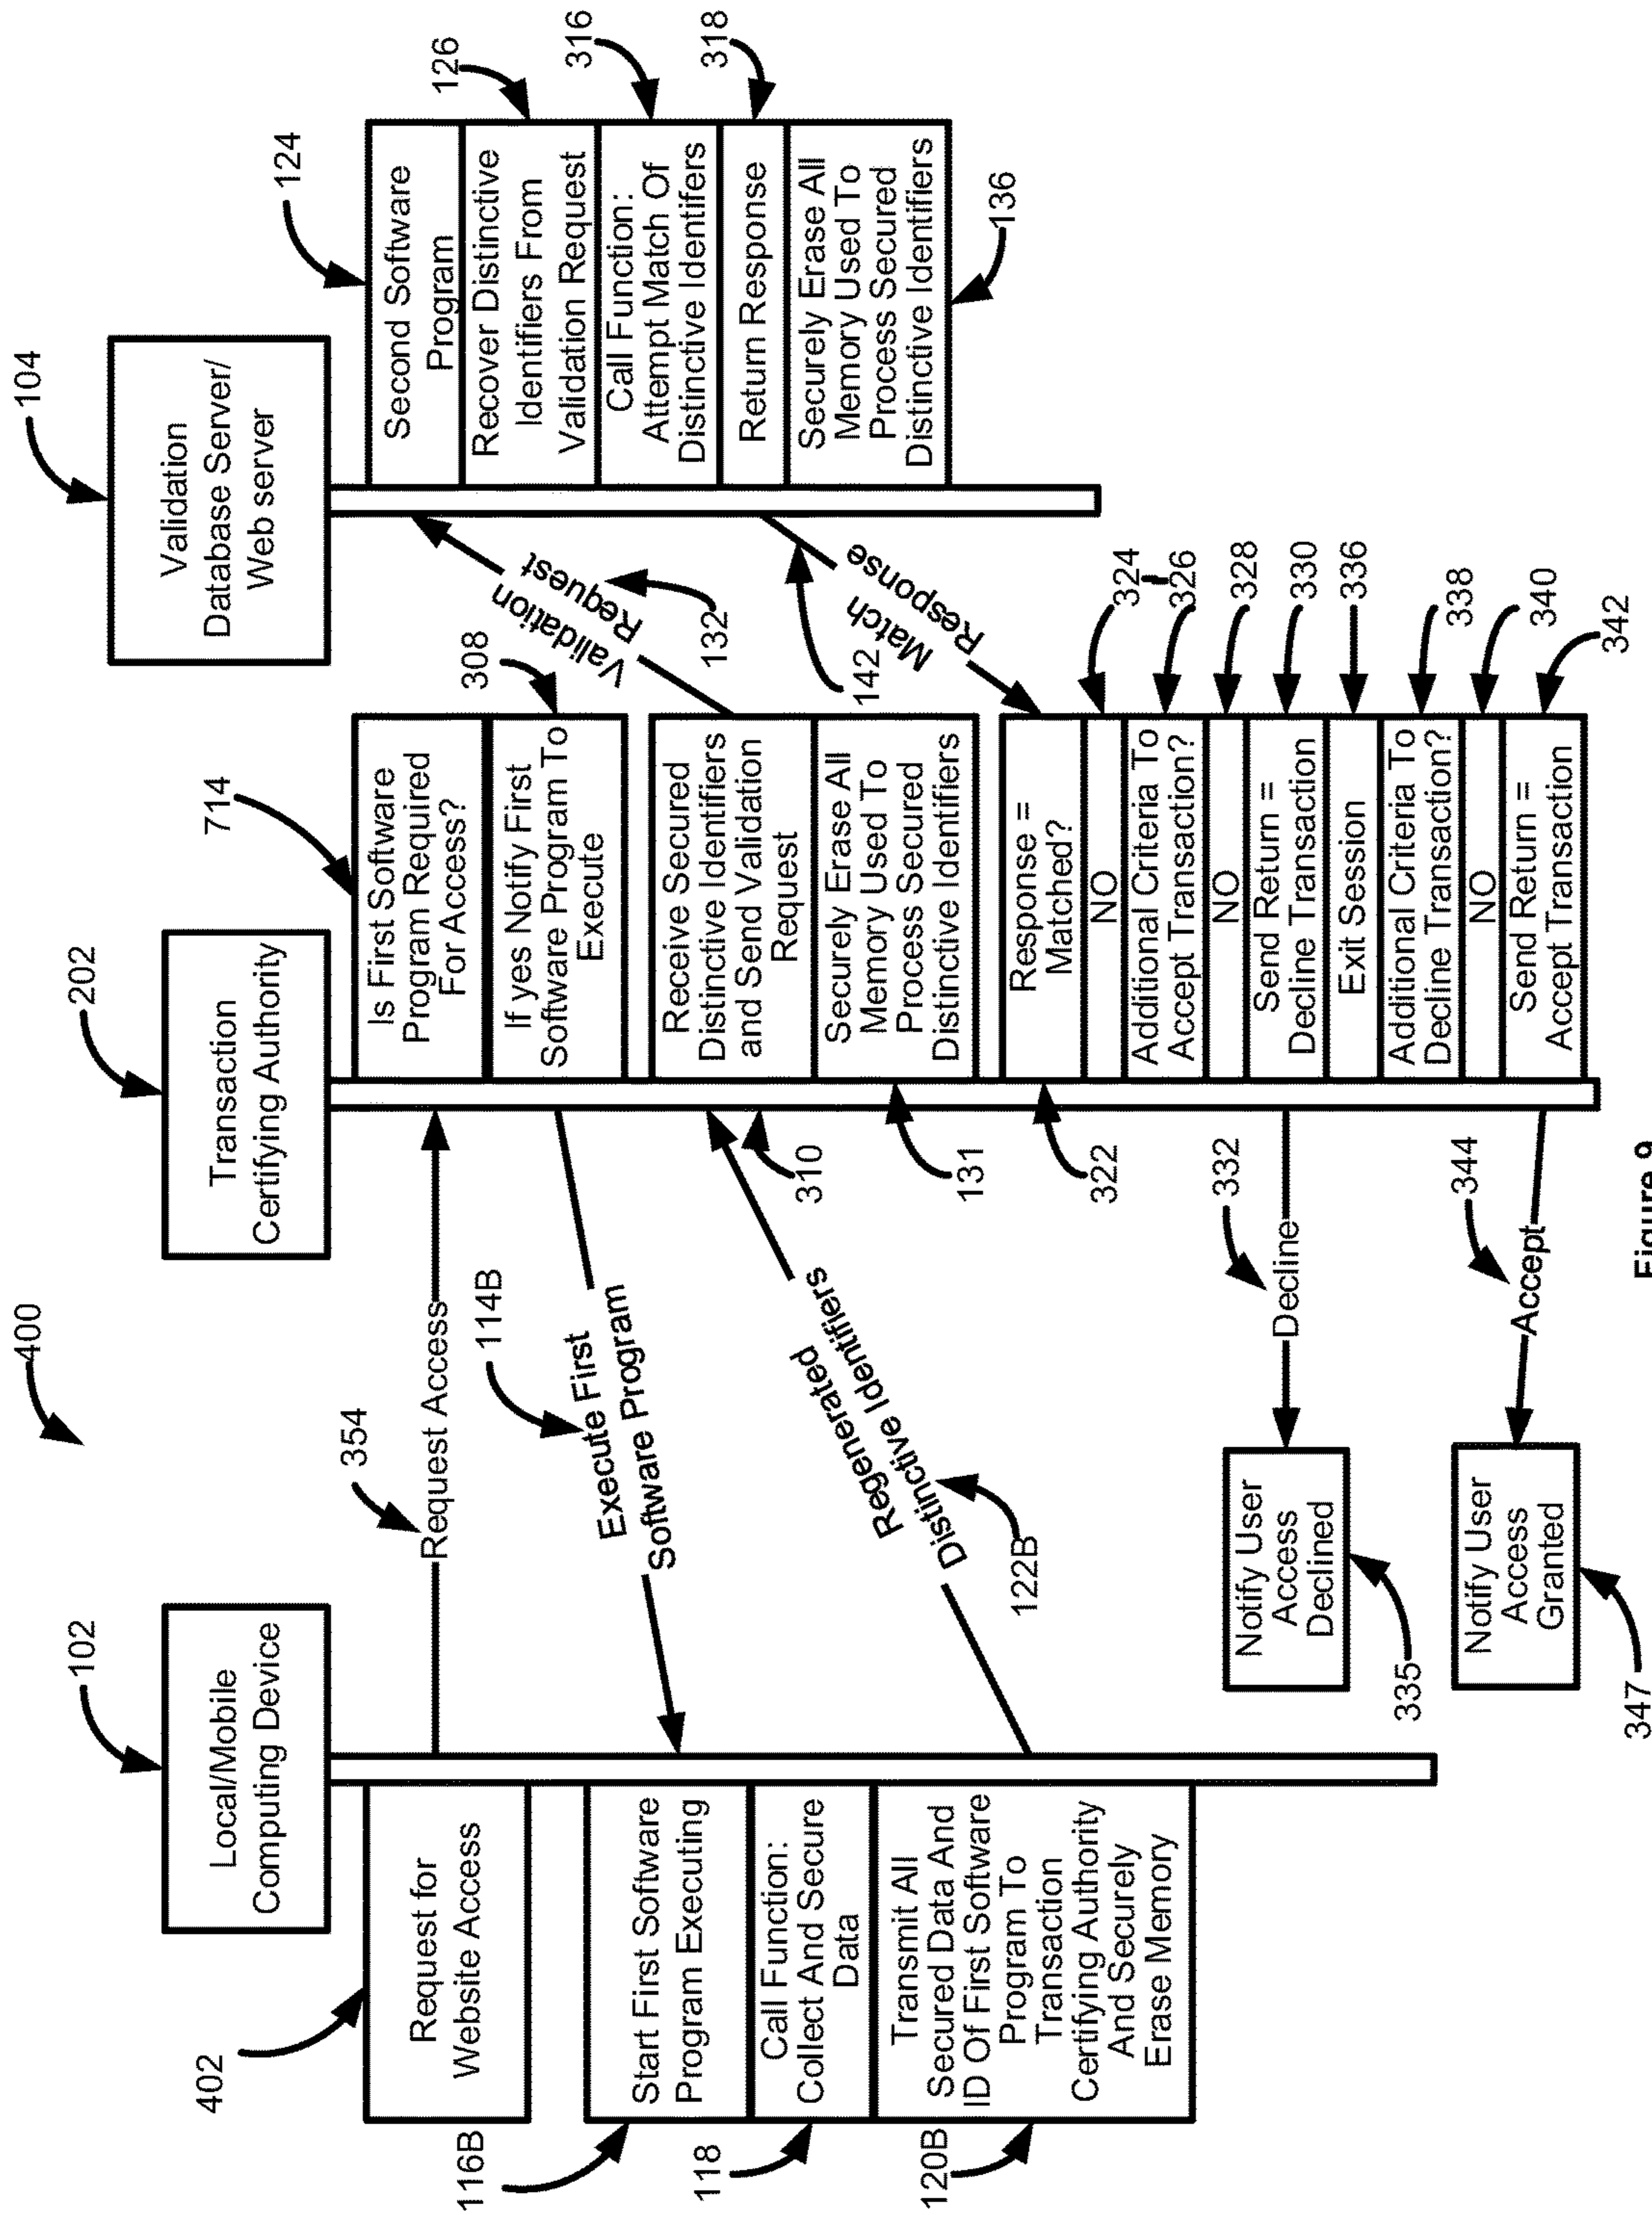 400
102
Local/Mobile
Computing Device
202
Transaction
Certifying Authority
104
Validation
Database Server/
Web server
402
Request for
Website Access
354
Request Access
714
Is First Software
Program Required
For Access?
308
If yes Notify First
Software Program To
Execute
114B
Execute First
Software Program
116B
Start First Software
Program Executing
118
Call Function:
Collect And Secure
Data
120B
Transmit All
Secured Data And
ID Of First Software
Program To
Transaction
Certifying Authority
And Securely
Erase Memory
Regenerated
Distinctive Identifiers
122B
310
Receive Secured
Distinctive Identifiers
and Send Validation
Request
131
Securely Erase All
Memory Used To
Process Secured
Distinctive Identifiers
Validation
Request
132
124
Second Software
Program
126
Recover Distinctive
Identifiers From
Validation Request
316
Call Function:
Attempt Match Of
Distinctive Identifers
318
Return Response
Securely Erase All
Memory Used To
Process Secured
Distinctive Identifiers
136
142
Match
Response
322
Response =
Matched?
324
NO
326
Additional Criteria To
Accept Transaction?
328
NO
330
Send Return =
Decline Transaction
336
Exit Session
338
Additional Criteria To
Decline Transaction?
340
NO
342
Send Return =
Accept Transaction
332
Decline
Notify User
Access
Declined
335
344
Accept
Notify User
Access
Granted
347
Figure 9